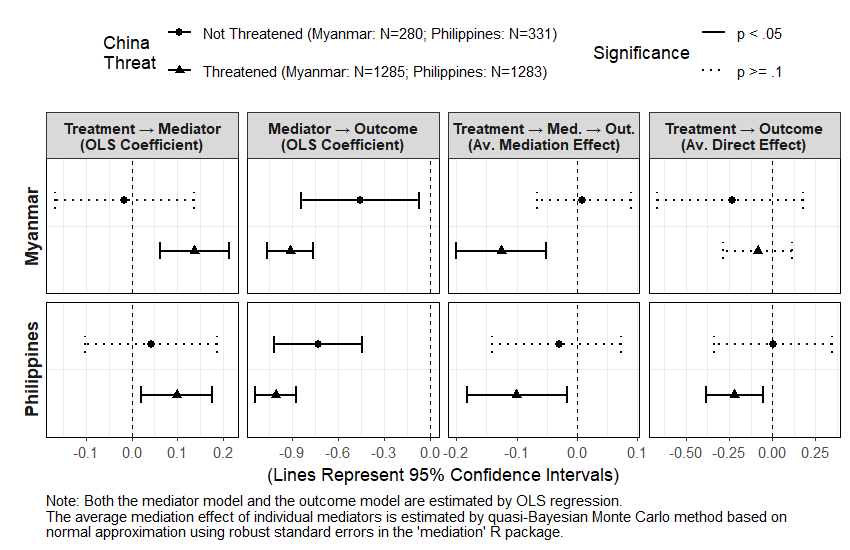 China
Threat
Not Threatened (Myanmar: N=280; Philippines: N=331)
Threatened (Myanmar: N=1285; Philippines: N=1283)
Significance
p < .05
p >= .1
Treatment → Mediator
(OLS Coefficient)
Mediator → Outcome
(OLS Coefficient)
Treatment → Med. → Out.
(Av. Mediation Effect)
Treatment → Outcome
(Av. Direct Effect)
Myanmar
Philippines
-0.1 0.0 0.1 0.2
-0.9 -0.6 -0.3 0.0
-0.2 -0.1 0.0 0.1
-0.50 -0.25 0.00 0.25
(Lines Represent 95% Confidence Intervals)
Note: Both the mediator model and the outcome model are estimated by OLS regression.
The average mediation effect of individual mediators is estimated by quasi-Bayesian Monte Carlo method based on
normal approximation using robust standard errors in the 'mediation' R package.